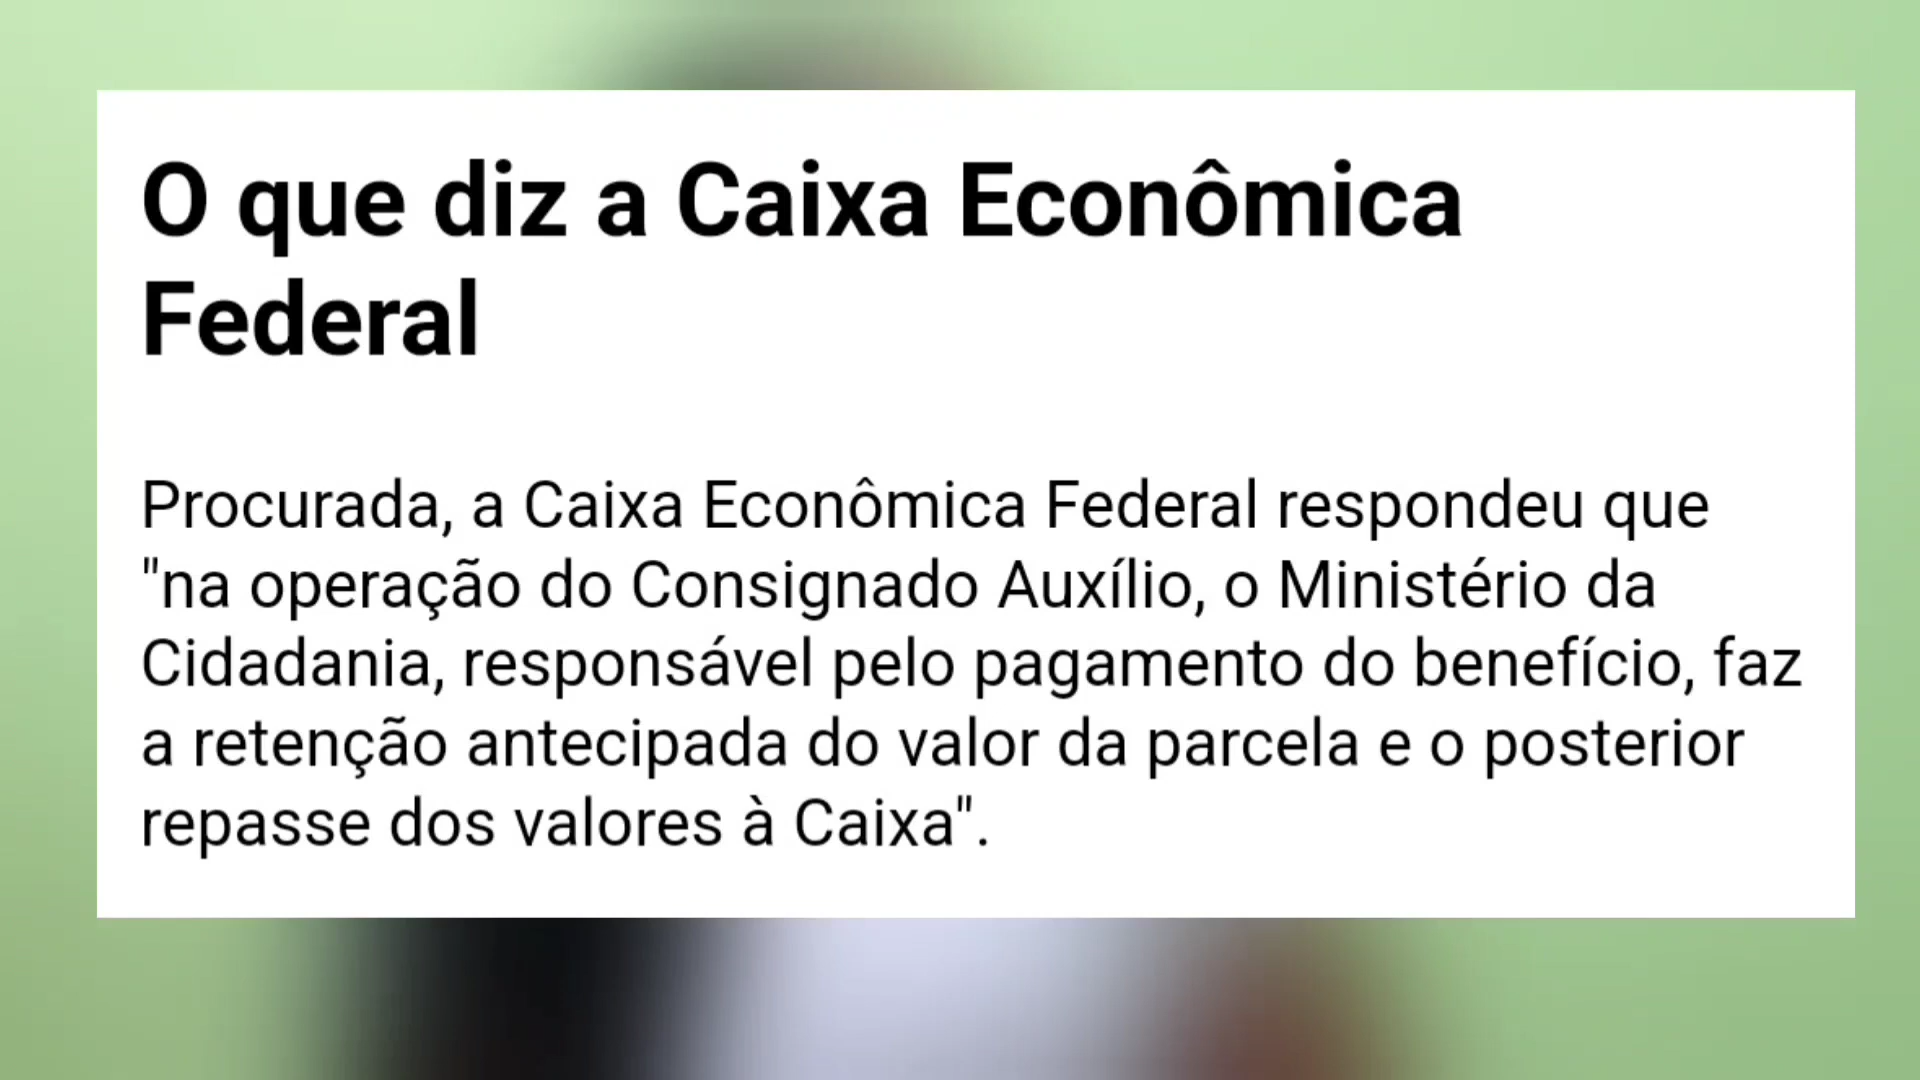 O que diz a Caixa Econômica
Federal
Procurada, a Caixa Econômica Federal respondeu que
"na operação do Consignado Auxílio, o Ministério da
Cidadania, responsável pelo pagamento do benefício, faz
a retenção antecipada do valor da parcela e o posterior
repasse dos valores à Caixa".